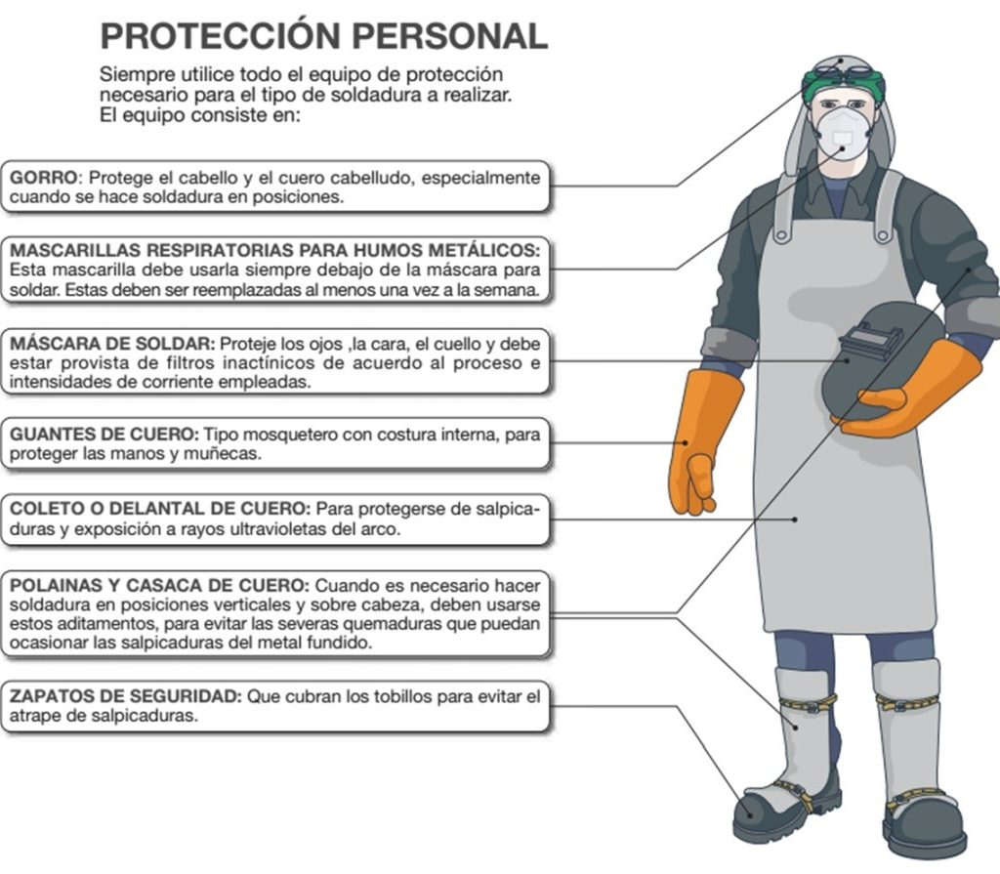 PROTECCIÓN PERSONAL
Siempre utilice todo el equipo de protección
necesario para el tipo de soldadura a realizar.
El equipo consiste en:
GORRO: Protege el cabello y el cuero cabelludo, especialmente
cuando se hace soldadura en posiciones.
MASCARILLAS RESPIRATORIAS PARA HUMOS METÁLICOS:
Esta mascarilla debe usarla siempre debajo de la máscara para
soldar. Estas deben ser reemplazadas al menos una vez a la semana.
MÁSCARA DE SOLDAR: Proteje los ojos ,la cara, el cuello y debe
estar provista de filtros inactínicos de acuerdo al proceso e
intensidades de corriente empleadas.
GUANTES DE CUERO: Tipo mosquetero con costura interna, para
proteger las manos y muñecas.
COLETO O DELANTAL DE CUERO: Para protegerse de salpica-
duras y exposición a rayos ultravioletas del arco.
POLAINAS Y CASACA DE CUERO: Cuando es necesario hacer
soldadura en posiciones verticales y sobre cabeza, deben usarse
estos aditamentos, para evitar las severas quemaduras que puedan
ocasionar las salpicaduras del metal fundido.
ZAPATOS DE SEGURIDAD: Que cubran los tobillos para evitar el
atrape de salpicaduras.